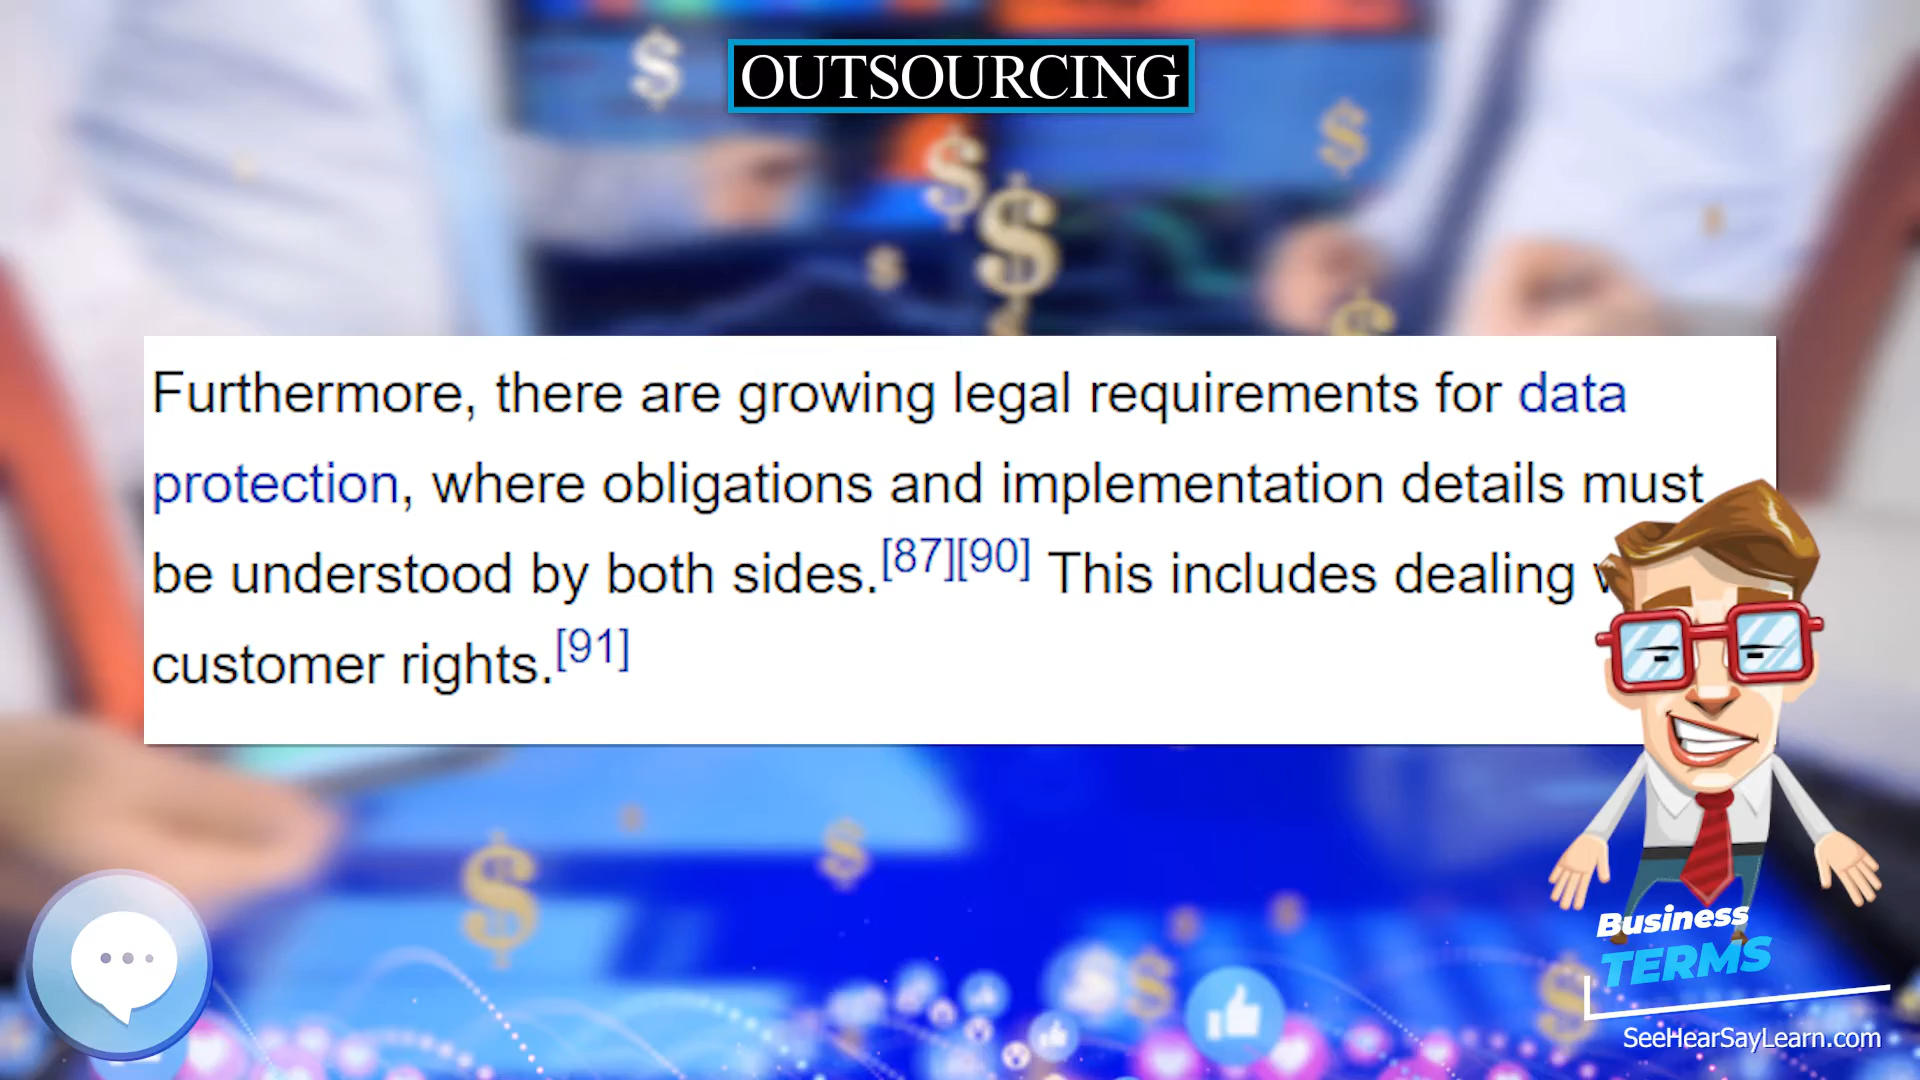 OUTSOURCING
Furthermore, there are growing legal requirements for data
protection, where obligations and implementation details must
be understood by both sides.[87][90] This includes dealing
customer rights.[91]
Business
TERMS
SeeHearSayLearn.com